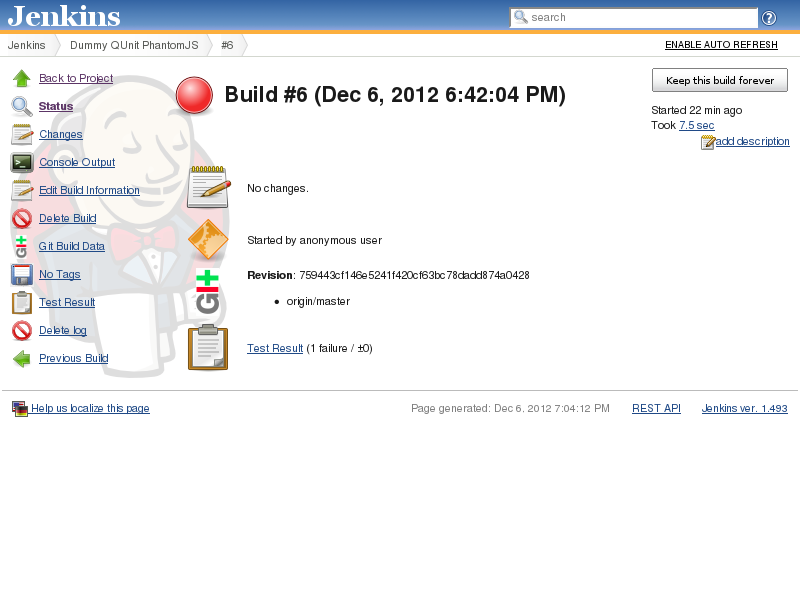 Jenkins
search
?
Jenkins
Dummy QUnit PhantomJS
#6
ENABLE AUTO REFRESH
Back to Project
Status
Changes
Console Output
Edit Build Information
Delete Build
Git Build Data
No Tags
Test Result
Delete log
Previous Build
Build #6 (Dec 6, 2012 6:42:04 PM)
Keep this build forever
Started 22 min ago
Took 7.5 sec
add description
No changes.
Started by anonymous user
Git
Revision: 759443cf146e5241f420cf63bc78dadd874a0428
origin/master
Test Result (1 failure / ±0)
Help us localize this page
Page generated: Dec 6, 2012 7:04:12 PM
REST API
Jenkins ver. 1.493